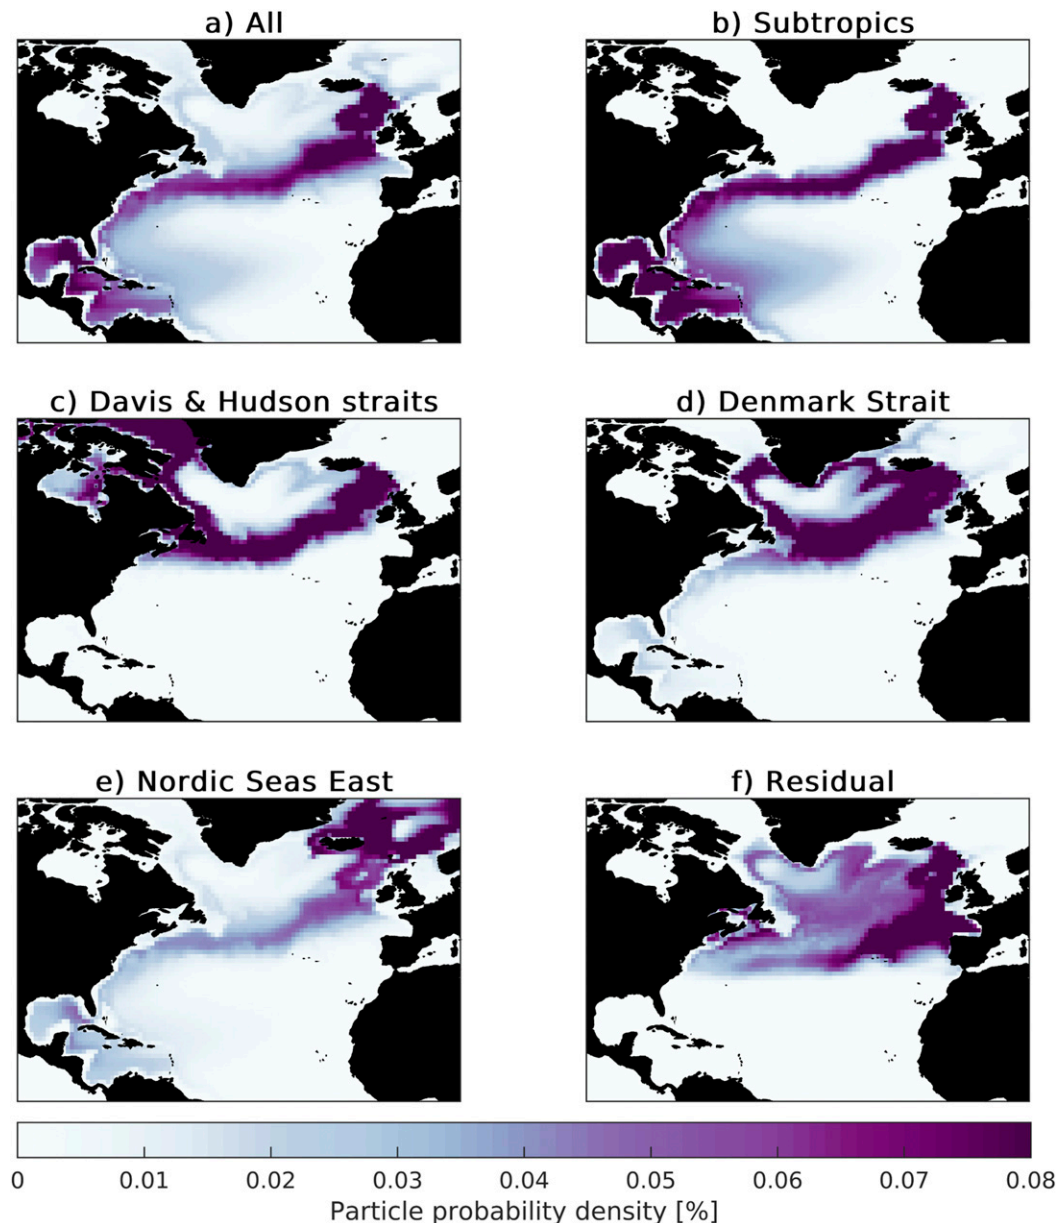 a) All
b) Subtropics
c) Davis & Hudson straits
d) Denmark Strait
e) Nordic Seas East
f) Residual
0 0.01 0.02 0.03 0.04 0.05 0.06 0.07 0.08
Particle probability density [%]